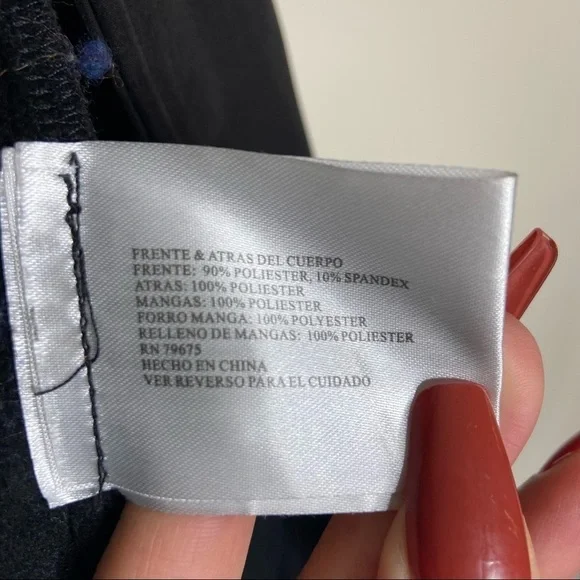 FRENTE & ATRAS DEL CUERPO
FRENTE: 90% POLIESTER, 10% SPANDEX
ATRAS: 100% POLIESTER
MANGAS: 100% POLIESTER
FORRO MANGA: 100% POLYESTER
RELLENO DE MANGAS: 100% POLIESTER
RN 79675
HECHO EN CHINA
VER REVERSO PARA EL CUIDADO